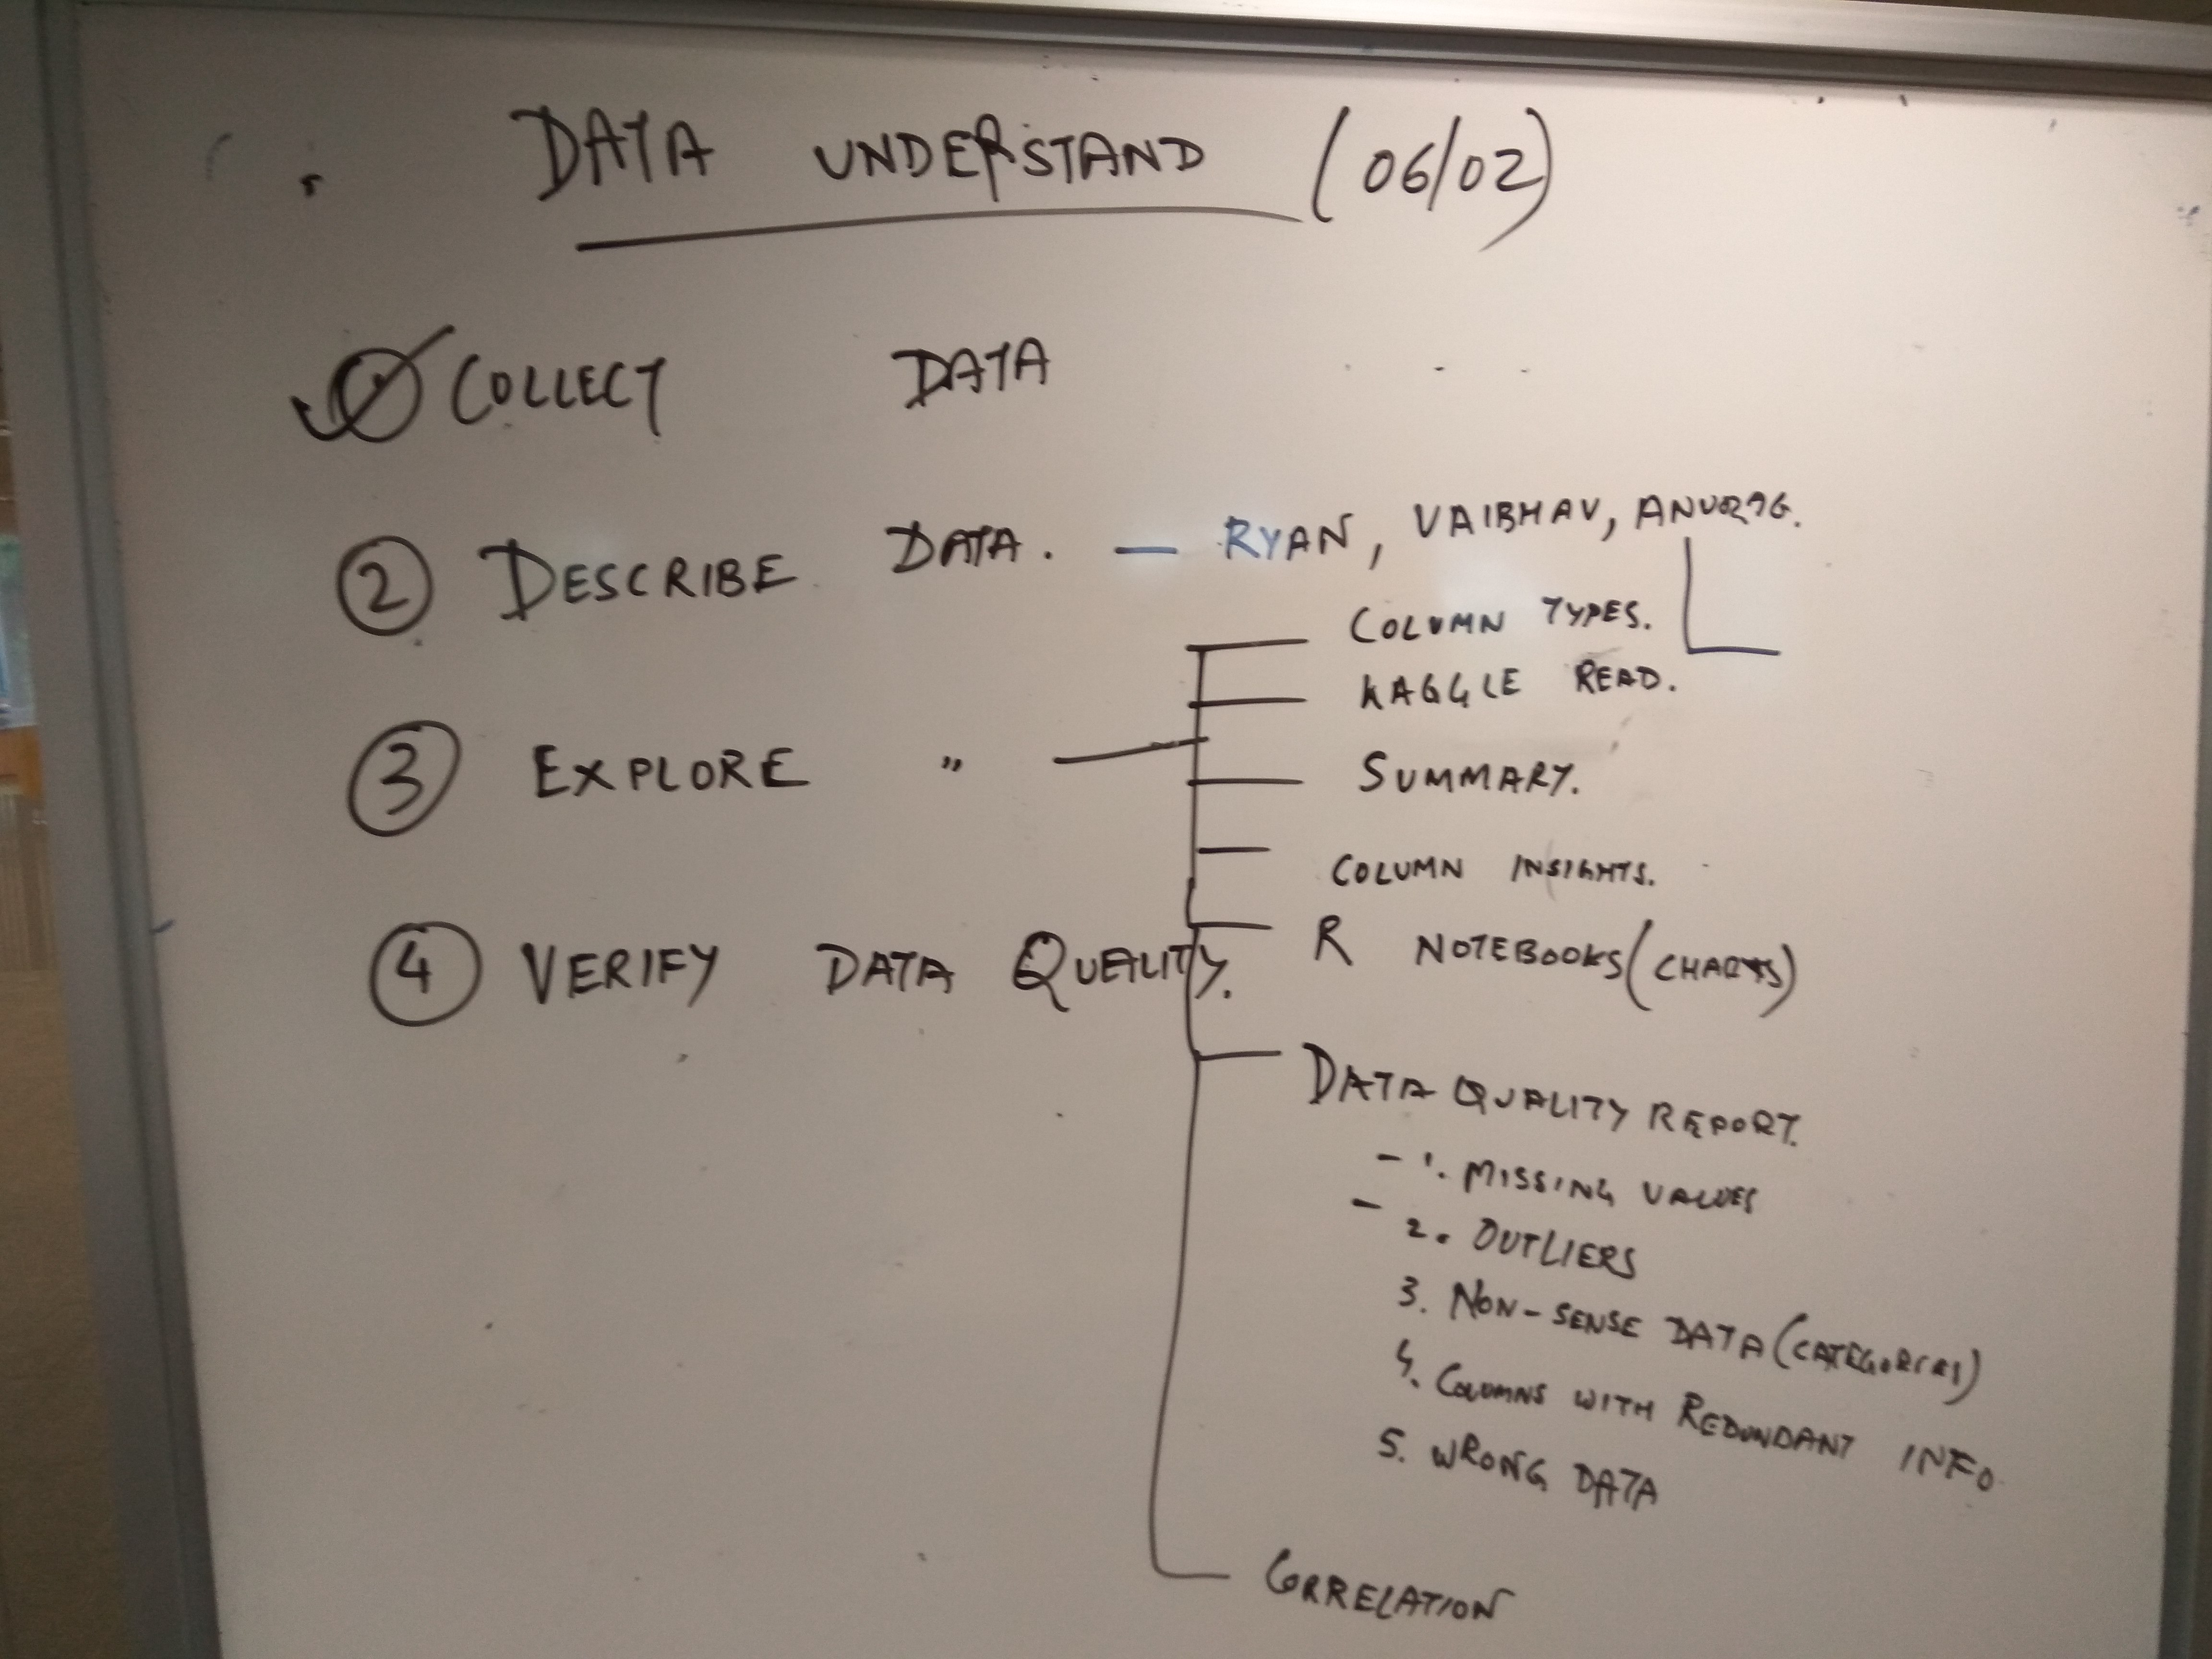 DATA UNDERSTAND (06/02)
COLLECT DATA
② DESCRIBE DATA. — RYAN, VAIBHAV, ANURAG.
COLUMN TYPES.
KAGGLE READ.
③ EXPLORE "
SUMMARY.
COLUMN INSIGHTS.
R NOTEBOOKS (CHARTS)
④ VERIFY DATA QUALITY.
DATA QUALITY REPORT.
- 1. MISSING VALUES
- 2. OUTLIERS
3. NON-SENSE DATA (CATEGORICAL)
4. COLUMNS WITH REDUNDANT INFO
5. WRONG DATA
CORRELATION